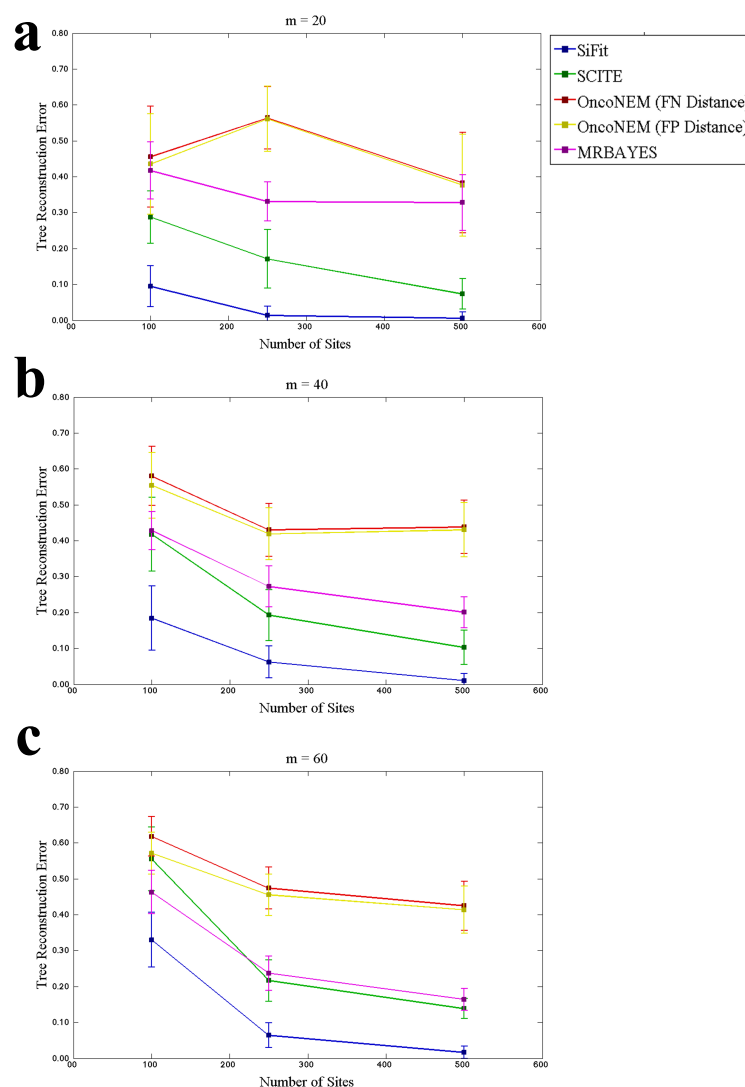 a
m = 20
0.80
0.70
0.60
0.50
0.40
0.30
0.20
0.10
0.00
Tree Reconstruction Error
00 100 200 300 400 500 600
Number of Sites
SiFit
SCITE
OncoNEM (FN Distance)
OncoNEM (FP Distance)
MRBAYES
b
m = 40
0.80
0.70
0.60
0.50
0.40
0.30
0.20
0.10
0.00
Tree Reconstruction Error
00 100 200 300 400 500 600
Number of Sites
c
m = 60
0.80
0.70
0.60
0.50
0.40
0.30
0.20
0.10
0.00
Tree Reconstruction Error
00 100 200 300 400 500 600
Number of Sites